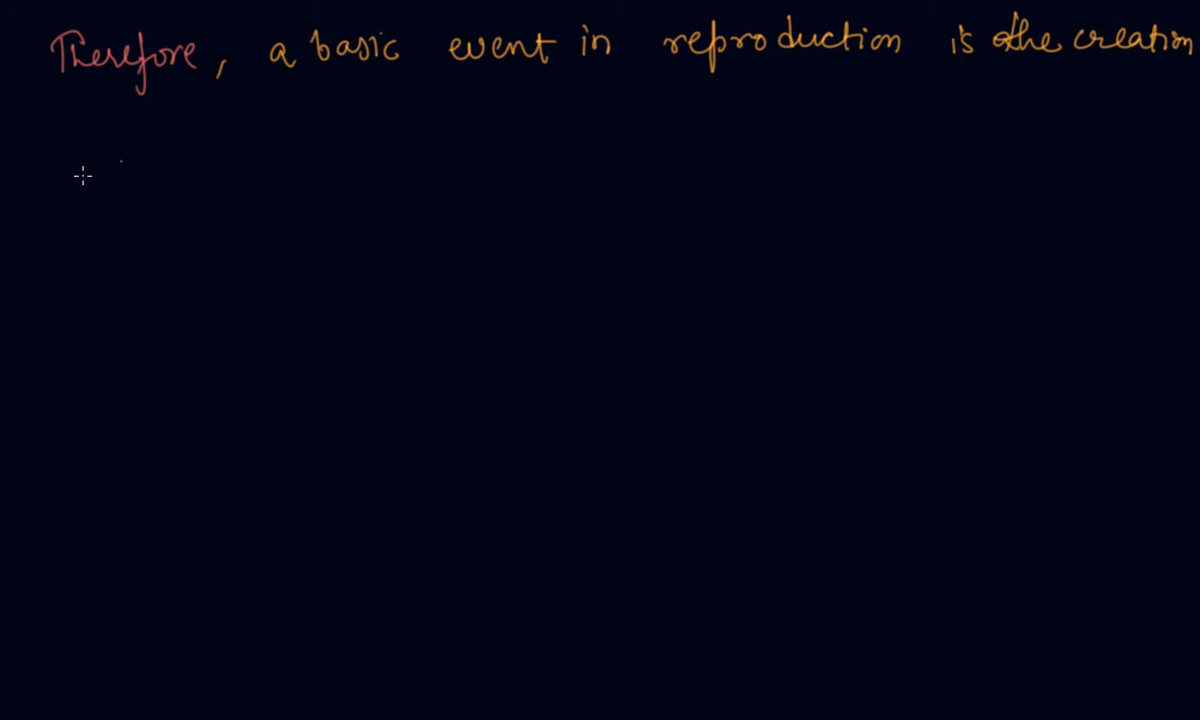 Therefore, a basic event in reproduction is the creation